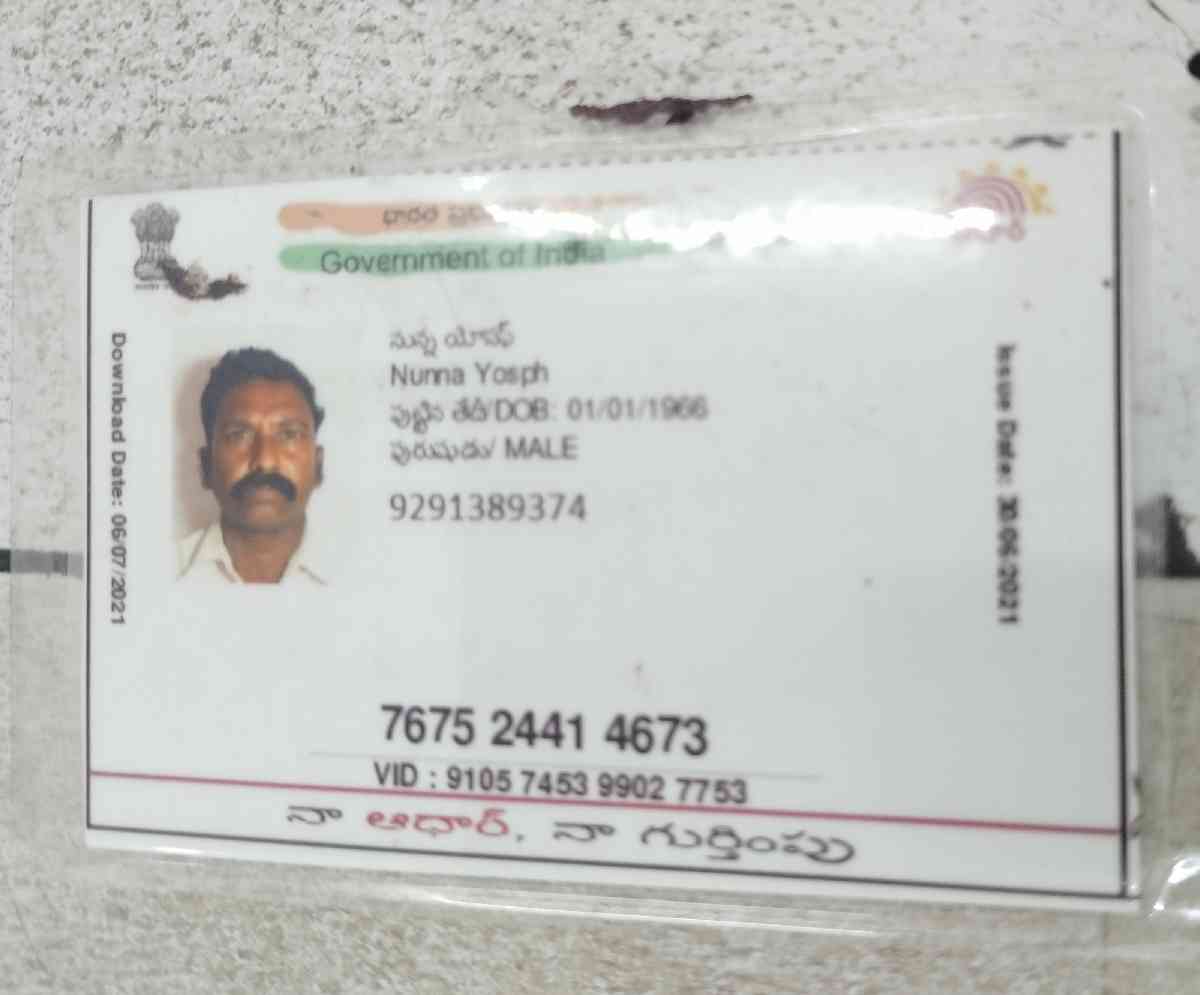 భారత
Government of India
నున్న
Nunna Yosph
పుట్టిన తేదీ/DOB: 01/01/1966
పురుషుడు/ MALE
9291389374
7675 2441 4673
VID : 9105 7453 9902 7753
నా ఆధార్, నా గుర్తింపు
Download Date: 06/07/2021
Issue Date: 30/06/2021